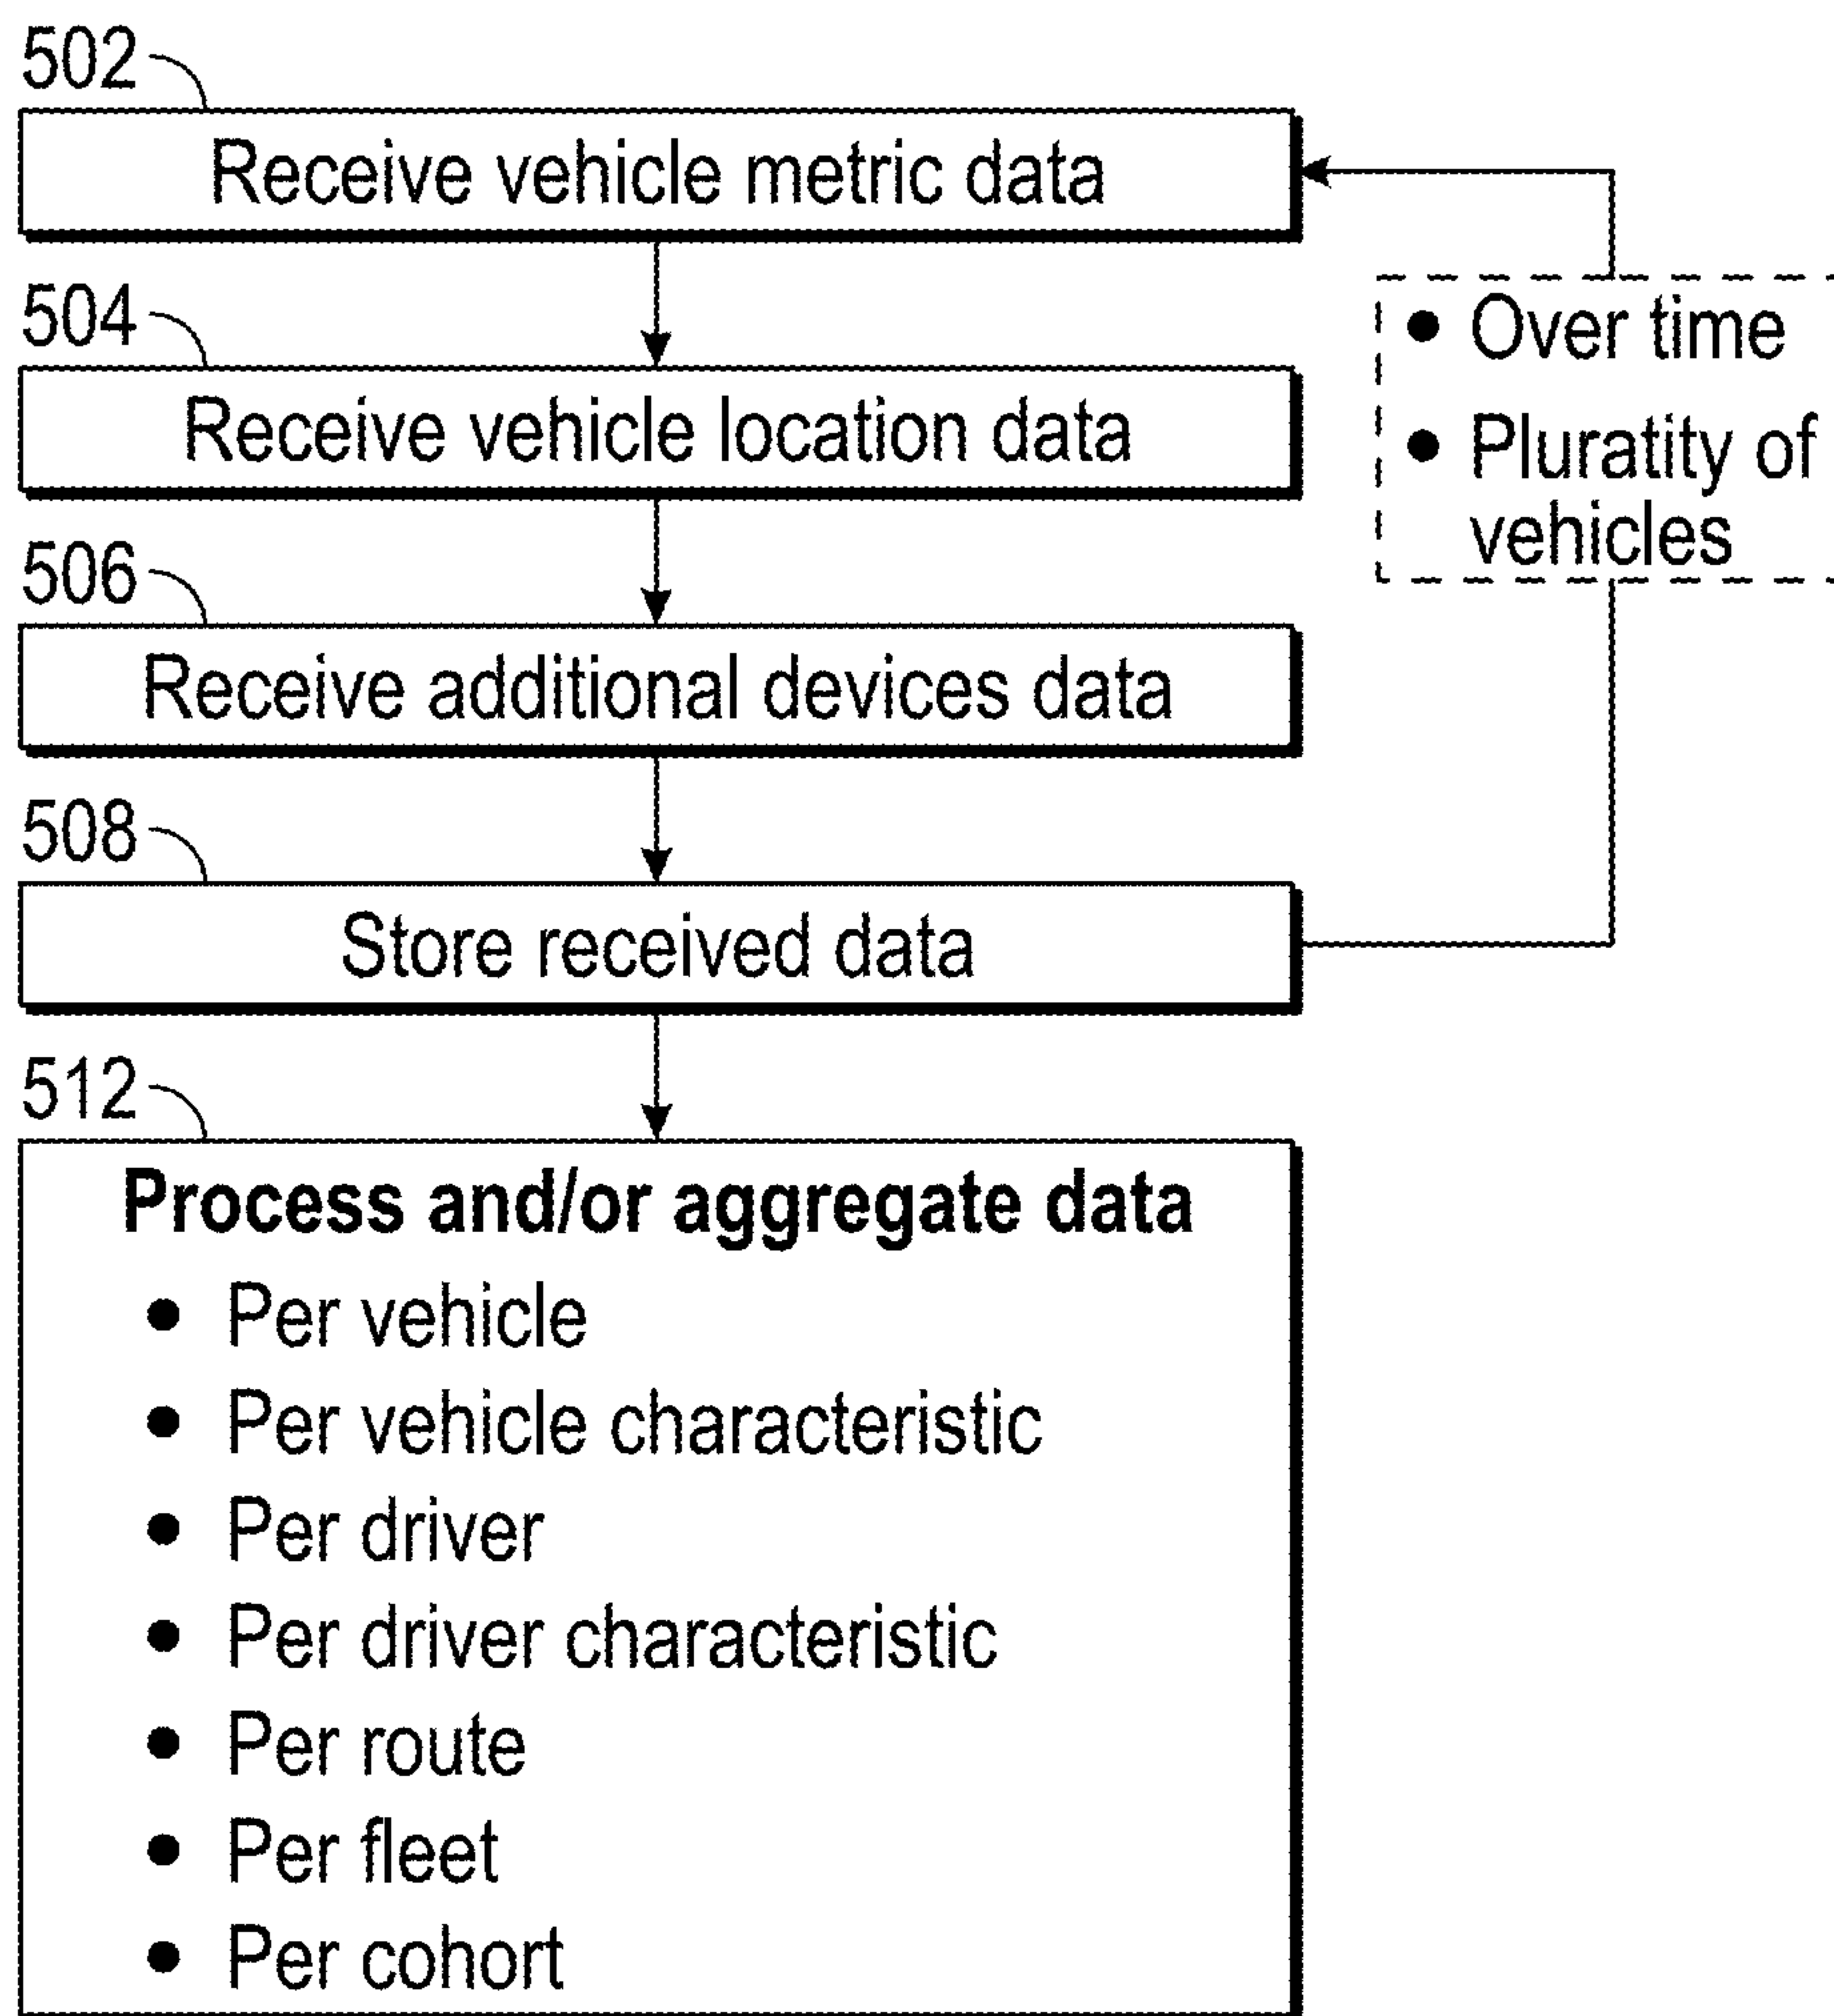 502
Receive vehicle metric data
504
Receive vehicle location data
506
Receive additional devices data
508
Store received data
• Over time
• Pluratity of
vehicles
512
Process and/or aggregate data
• Per vehicle
• Per vehicle characteristic
• Per driver
• Per driver characteristic
• Per route
• Per fleet
• Per cohort